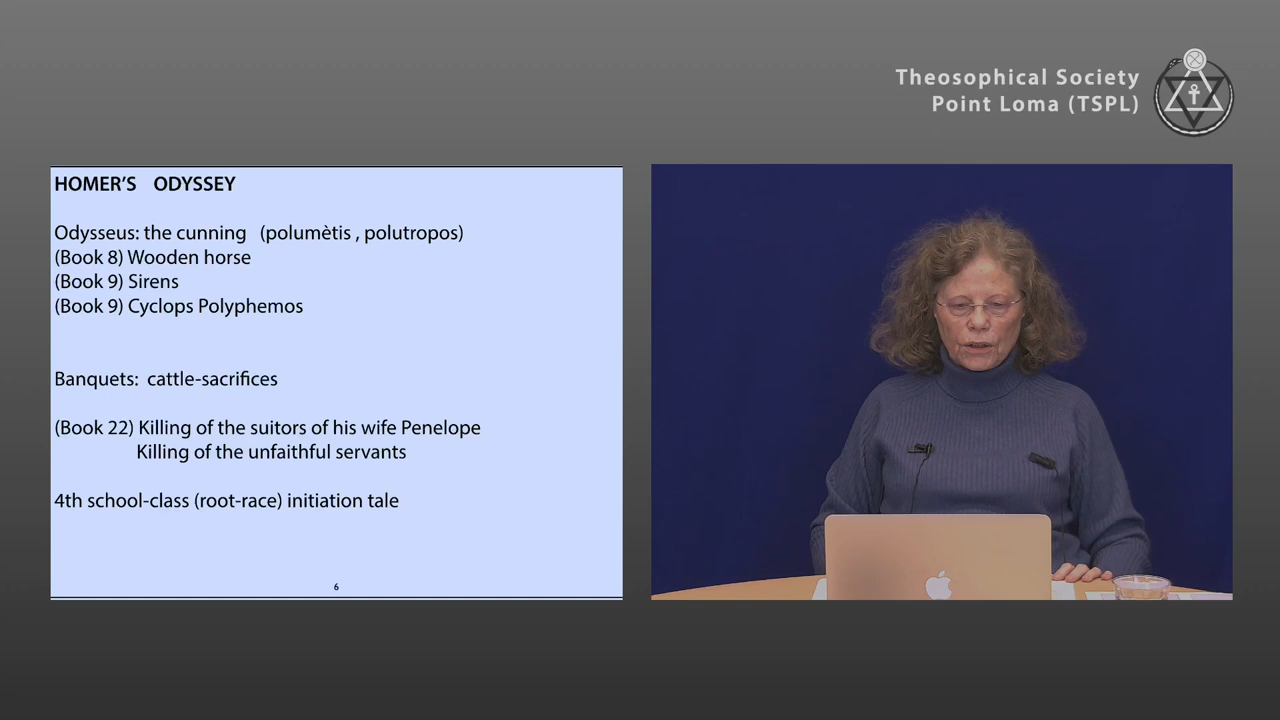 Theosophical Society
Point Loma (TSPL)
HOMER'S ODYSSEY
Odysseus: the cunning (polumètis , polutropos)
(Book 8) Wooden horse
(Book 9) Sirens
(Book 9) Cyclops Polyphemos
Banquets: cattle-sacrifices
(Book 22) Killing of the suitors of his wife Penelope
Killing of the unfaithful servants
4th school-class (root-race) initiation tale
6